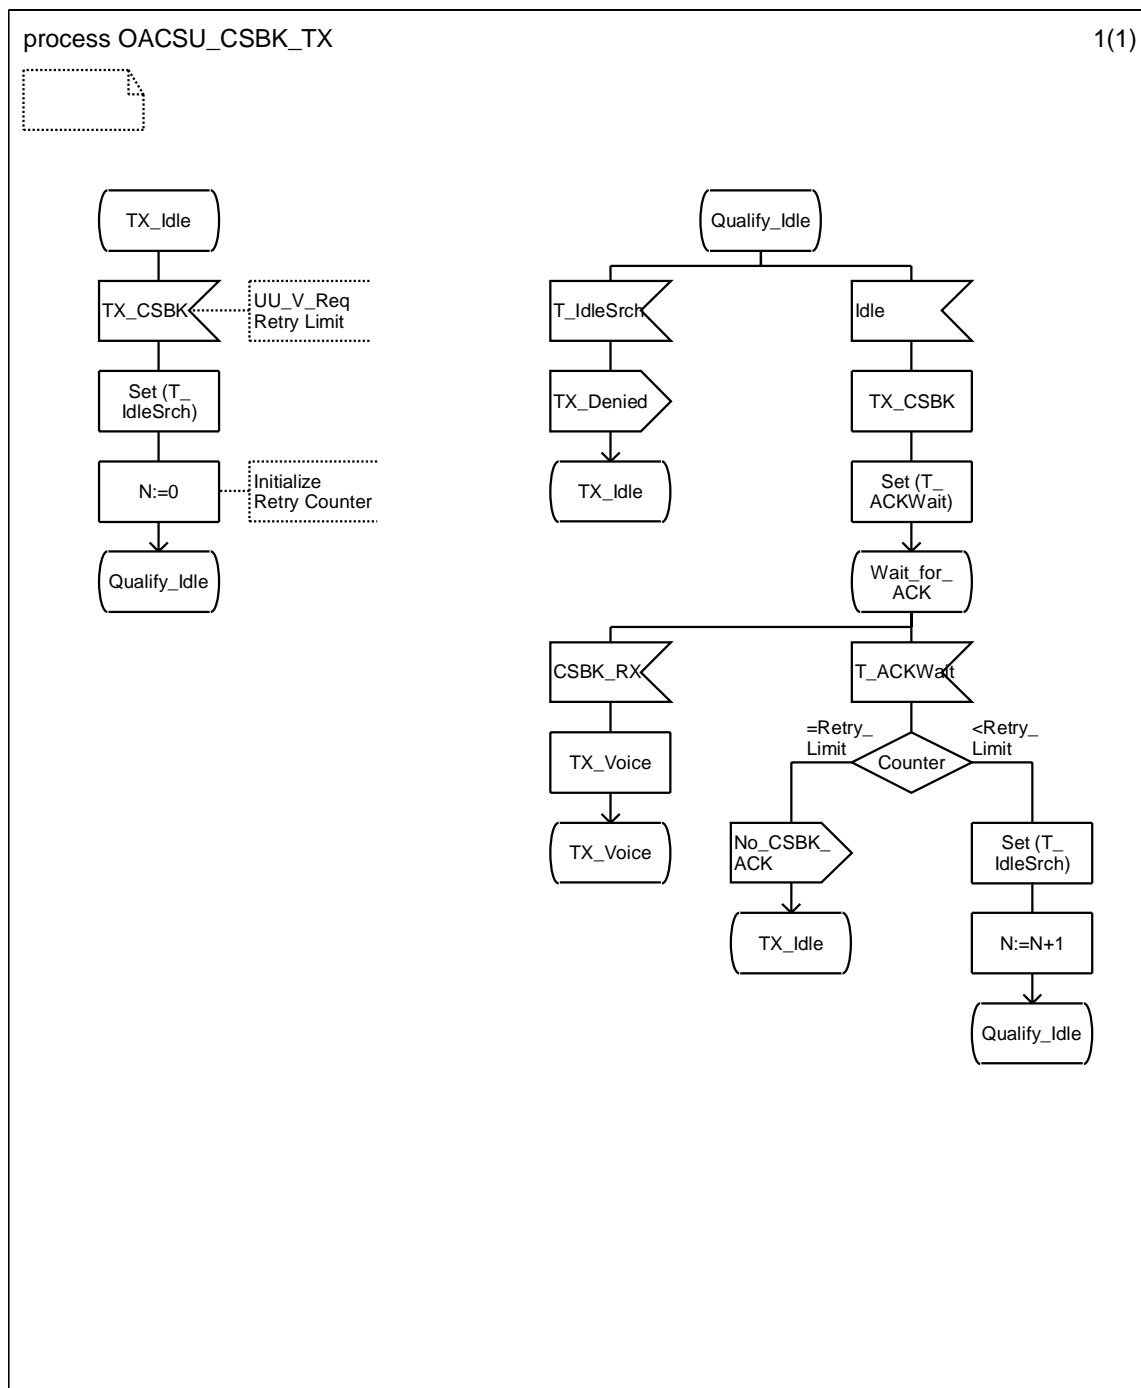 process OACSU_CSBK_TX
1(1)
TX_Idle
TX_CSBK
UU_V_Req
Retry Limit
Set (T_
IdleSrch)
N:=0
Initialize
Retry Counter
Qualify_Idle
Qualify_Idle
T_IdleSrch
Idle
TX_Denied
TX_CSBK
TX_Idle
Set (T_
ACKWait)
Wait_for_
ACK
CSBK_RX
T_ACKWait
TX_Voice
=Retry_
Limit
Counter
<Retry_
Limit
TX_Voice
No_CSBK_
ACK
Set (T_
IdleSrch)
TX_Idle
N:=N+1
Qualify_Idle